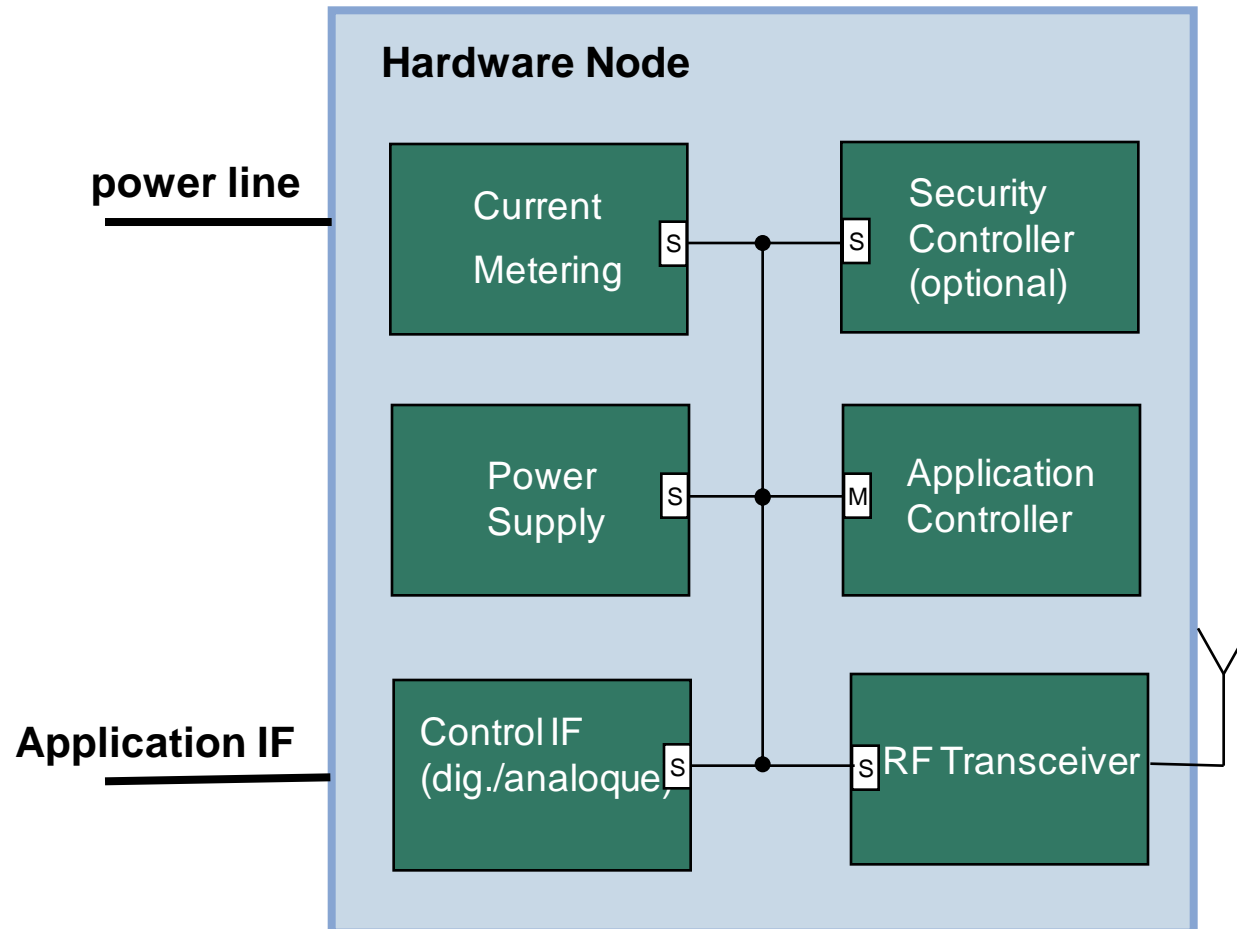 Hardware Node
power line
Current
Metering
S
S
Security
Controller
(optional)
Power
Supply
S
M
Application
Controller
Application IF
Control IF
(dig./analoque)
S
S
RF Transceiver